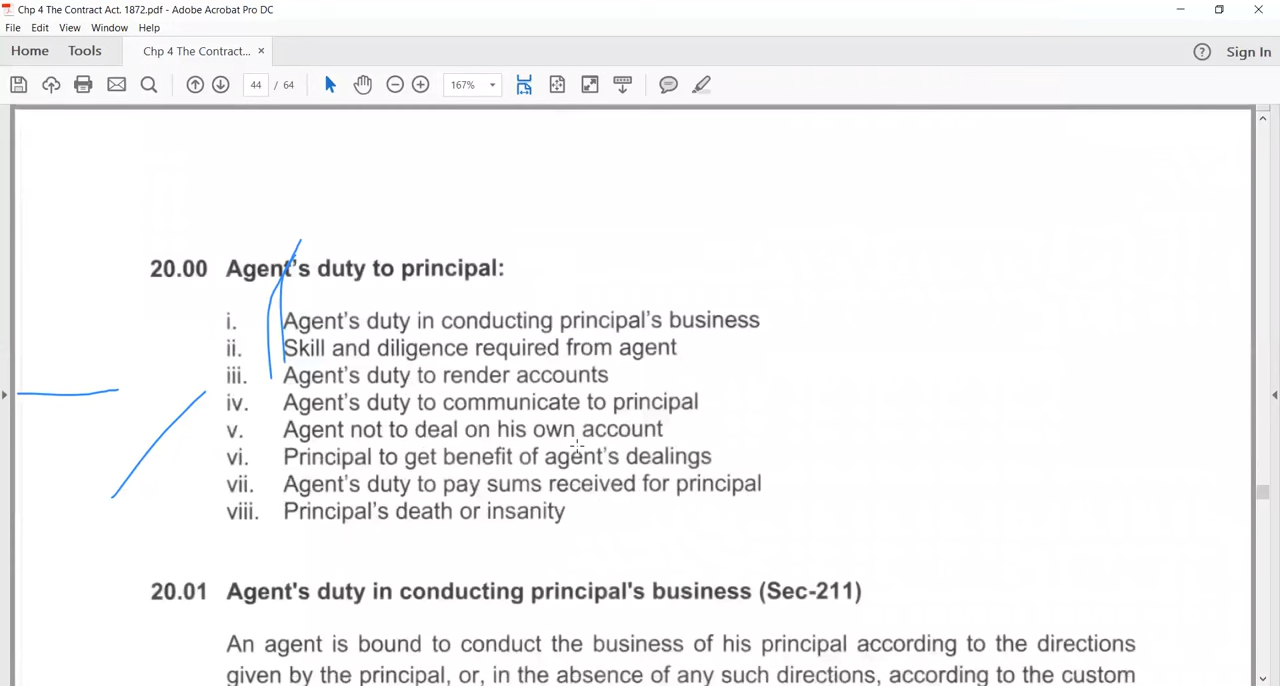 Chp 4 The Contract Act. 1872.pdf - Adobe Acrobat Pro DC
File Edit View Window Help
Home Tools Chp 4 The Contract... × Sign In
44 / 64 167%
20.00 Agent's duty to principal:
i. Agent's duty in conducting principal's business
ii. Skill and diligence required from agent
iii. Agent's duty to render accounts
iv. Agent's duty to communicate to principal
v. Agent not to deal on his own account
vi. Principal to get benefit of agent's dealings
vii. Agent's duty to pay sums received for principal
viii. Principal's death or insanity
20.01 Agent's duty in conducting principal's business (Sec-211)
An agent is bound to conduct the business of his principal according to the directions
given by the principal, or, in the absence of any such directions, according to the custom